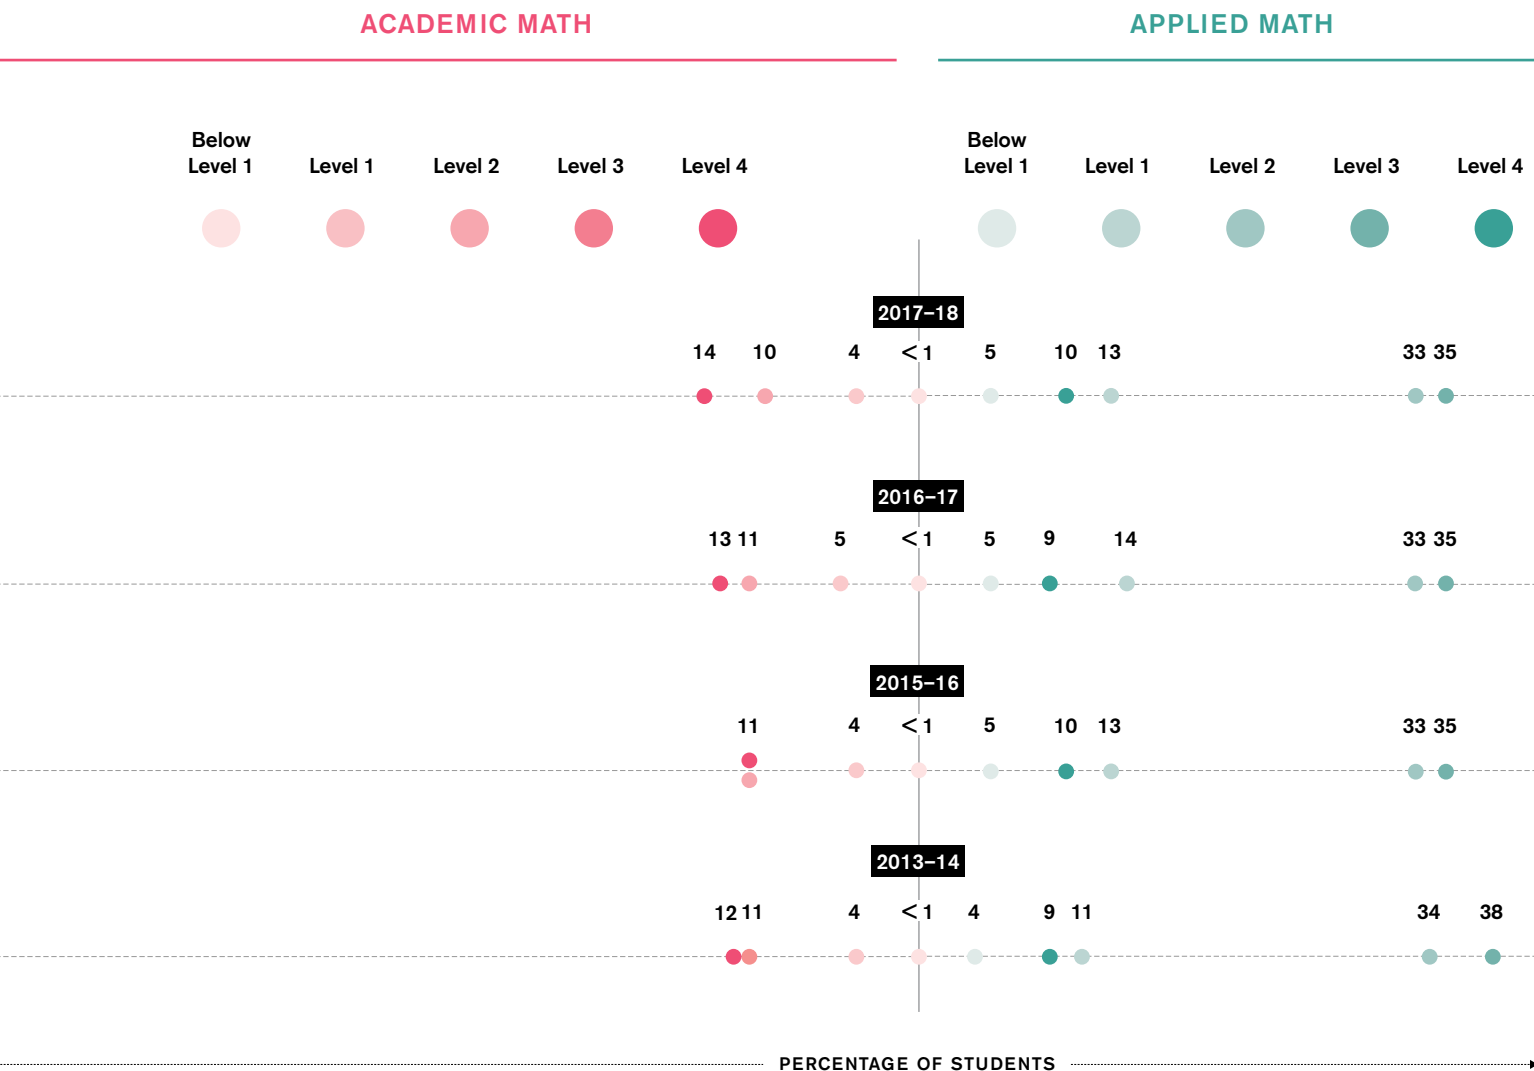 ACADEMIC MATH
APPLIED MATH
Below
Level 1
Level 1
Level 2
Level 3
Level 4
Below
Level 1
Level 1
Level 2
Level 3
Level 4
2017–18
14 10 4 <1 5 10 13 33 35
2016–17
13 11 5 <1 5 9 14 33 35
2015–16
11 4 <1 5 10 13 33 35
2013–14
12 11 4 <1 4 9 11 34 38
PERCENTAGE OF STUDENTS